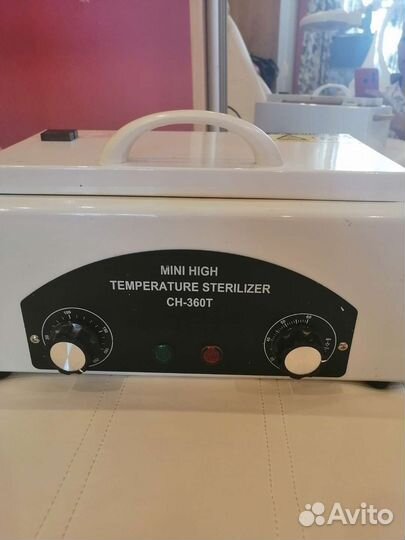 MINI HIGH
TEMPERATURE STERILIZER
CH-360T
Avito